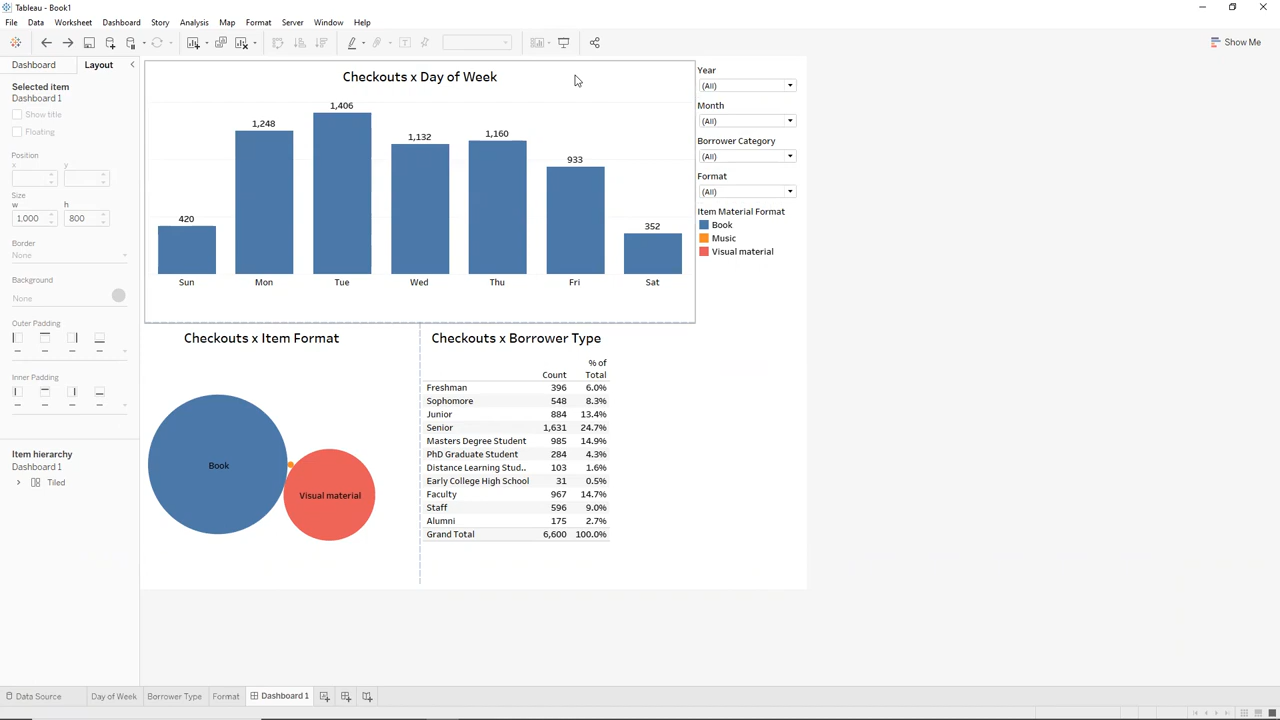 Tableau - Book1
File Data Worksheet Dashboard Story Analysis Map Format Server Window Help
Show Me
Dashboard Layout
Selected item
Dashboard 1
Show title
Floating
Position
x y
Size
w h
1,000 800
Border
None
Background
None
Outer Padding
Inner Padding
Item hierarchy
Dashboard 1
Tiled
Checkouts x Day of Week
420 1,248 1,406 1,132 1,160 933 352
Sun Mon Tue Wed Thu Fri Sat
Year
(All)
Month
(All)
Borrower Category
(All)
Format
(All)
Item Material Format
Book
Music
Visual material
Checkouts x Item Format
Book
Visual material
Checkouts x Borrower Type
% of
Count Total
Freshman 396 6.0%
Sophomore 548 8.3%
Junior 884 13.4%
Senior 1,631 24.7%
Masters Degree Student 985 14.9%
PhD Graduate Student 284 4.3%
Distance Learning Stud.. 103 1.6%
Early College High School 31 0.5%
Faculty 967 14.7%
Staff 596 9.0%
Alumni 175 2.7%
Grand Total 6,600 100.0%
Data Source Day of Week Borrower Type Format Dashboard 1